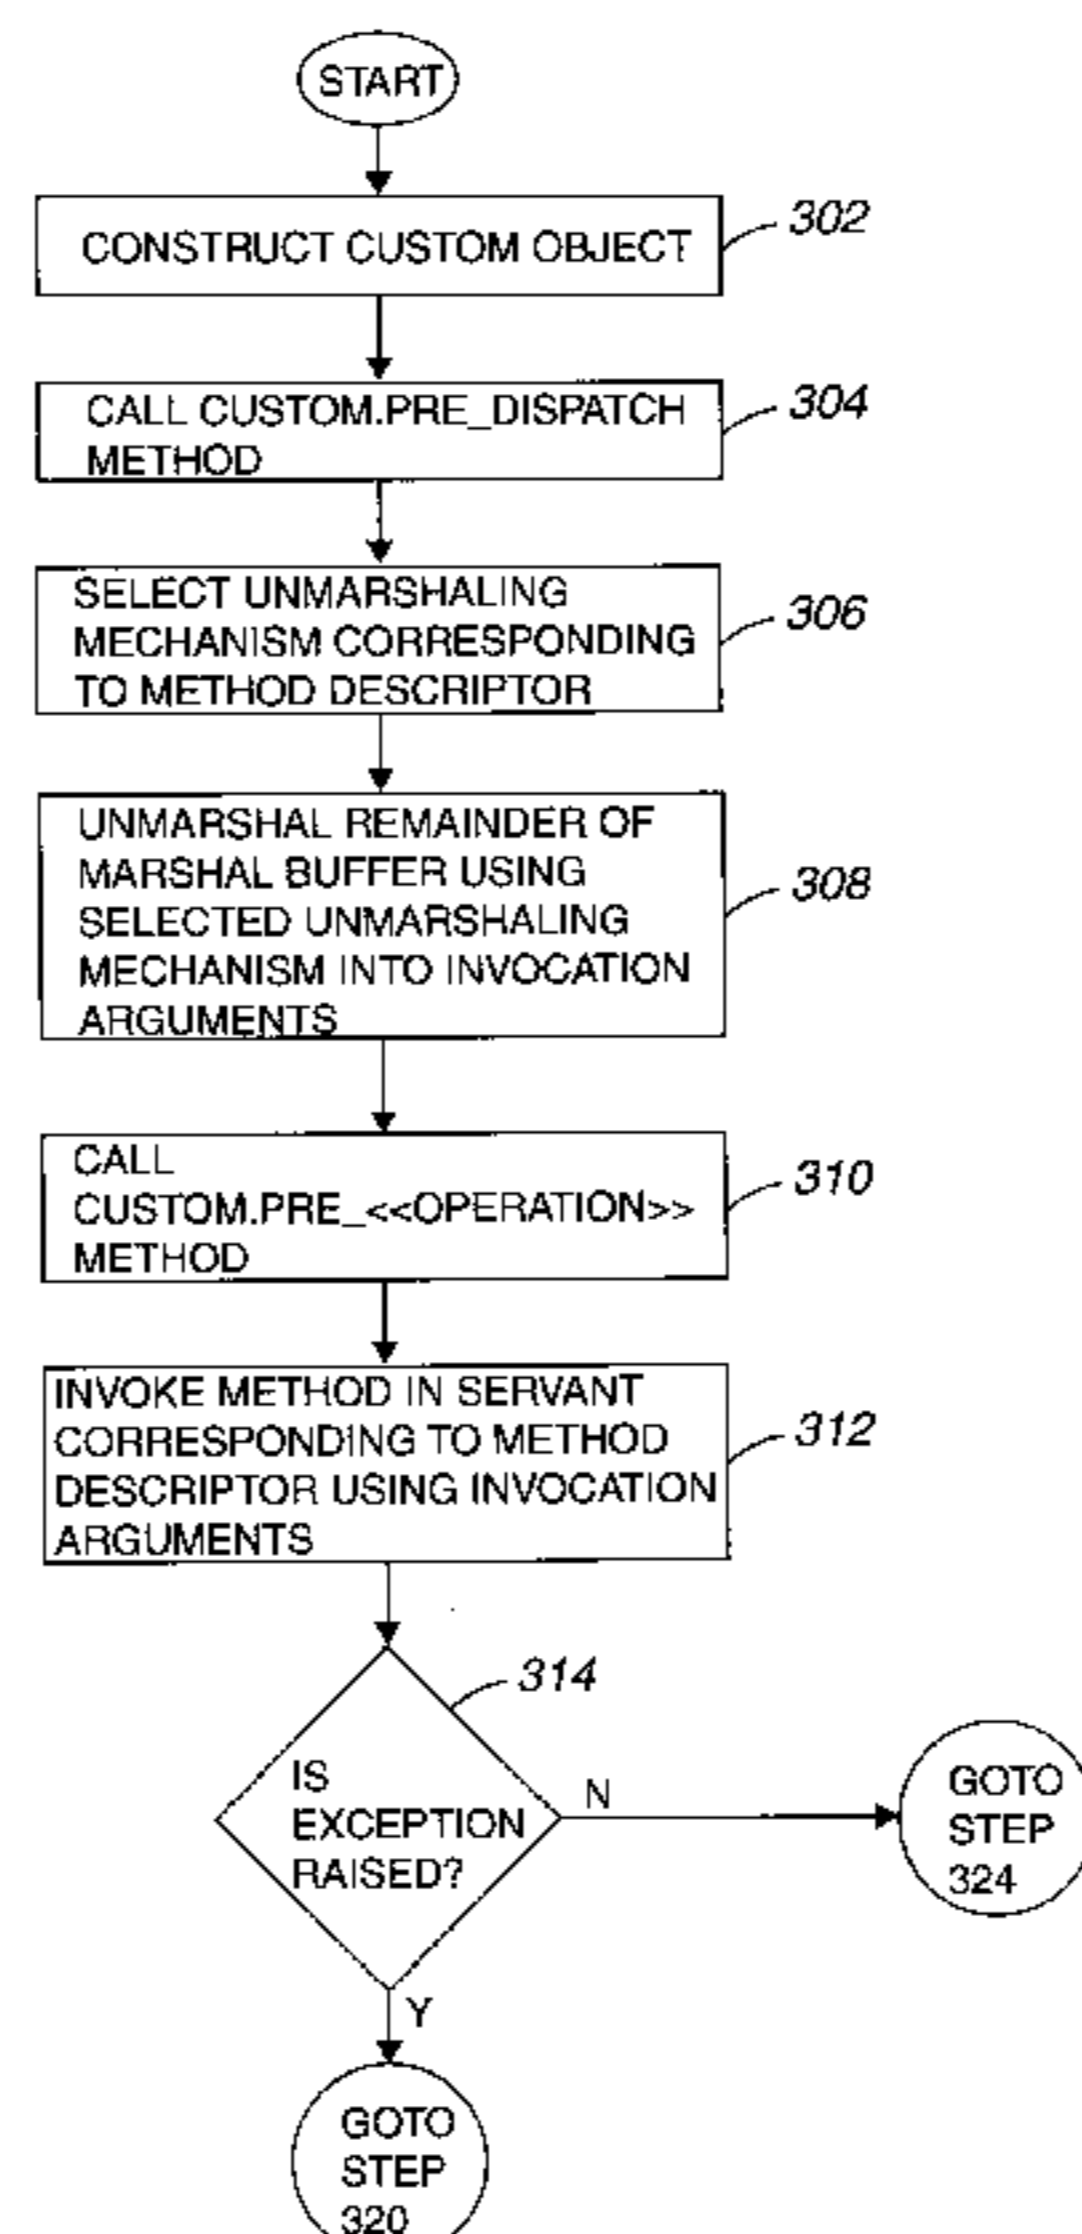 START
CONSTRUCT CUSTOM OBJECT
302
CALL CUSTOM.PRE_DISPATCH
METHOD
304
SELECT UNMARSHALING
MECHANISM CORRESPONDING
TO METHOD DESCRIPTOR
306
UNMARSHAL REMAINDER OF
MARSHAL BUFFER USING
SELECTED UNMARSHALING
MECHANISM INTO INVOCATION
ARGUMENTS
308
CALL
CUSTOM.PRE_<<OPERATION>>
METHOD
310
INVOKE METHOD IN SERVANT
CORRESPONDING TO METHOD
DESCRIPTOR USING INVOCATION
ARGUMENTS
312
314
IS
EXCEPTION
RAISED?
N
GOTO
STEP
324
Y
GOTO
STEP
320